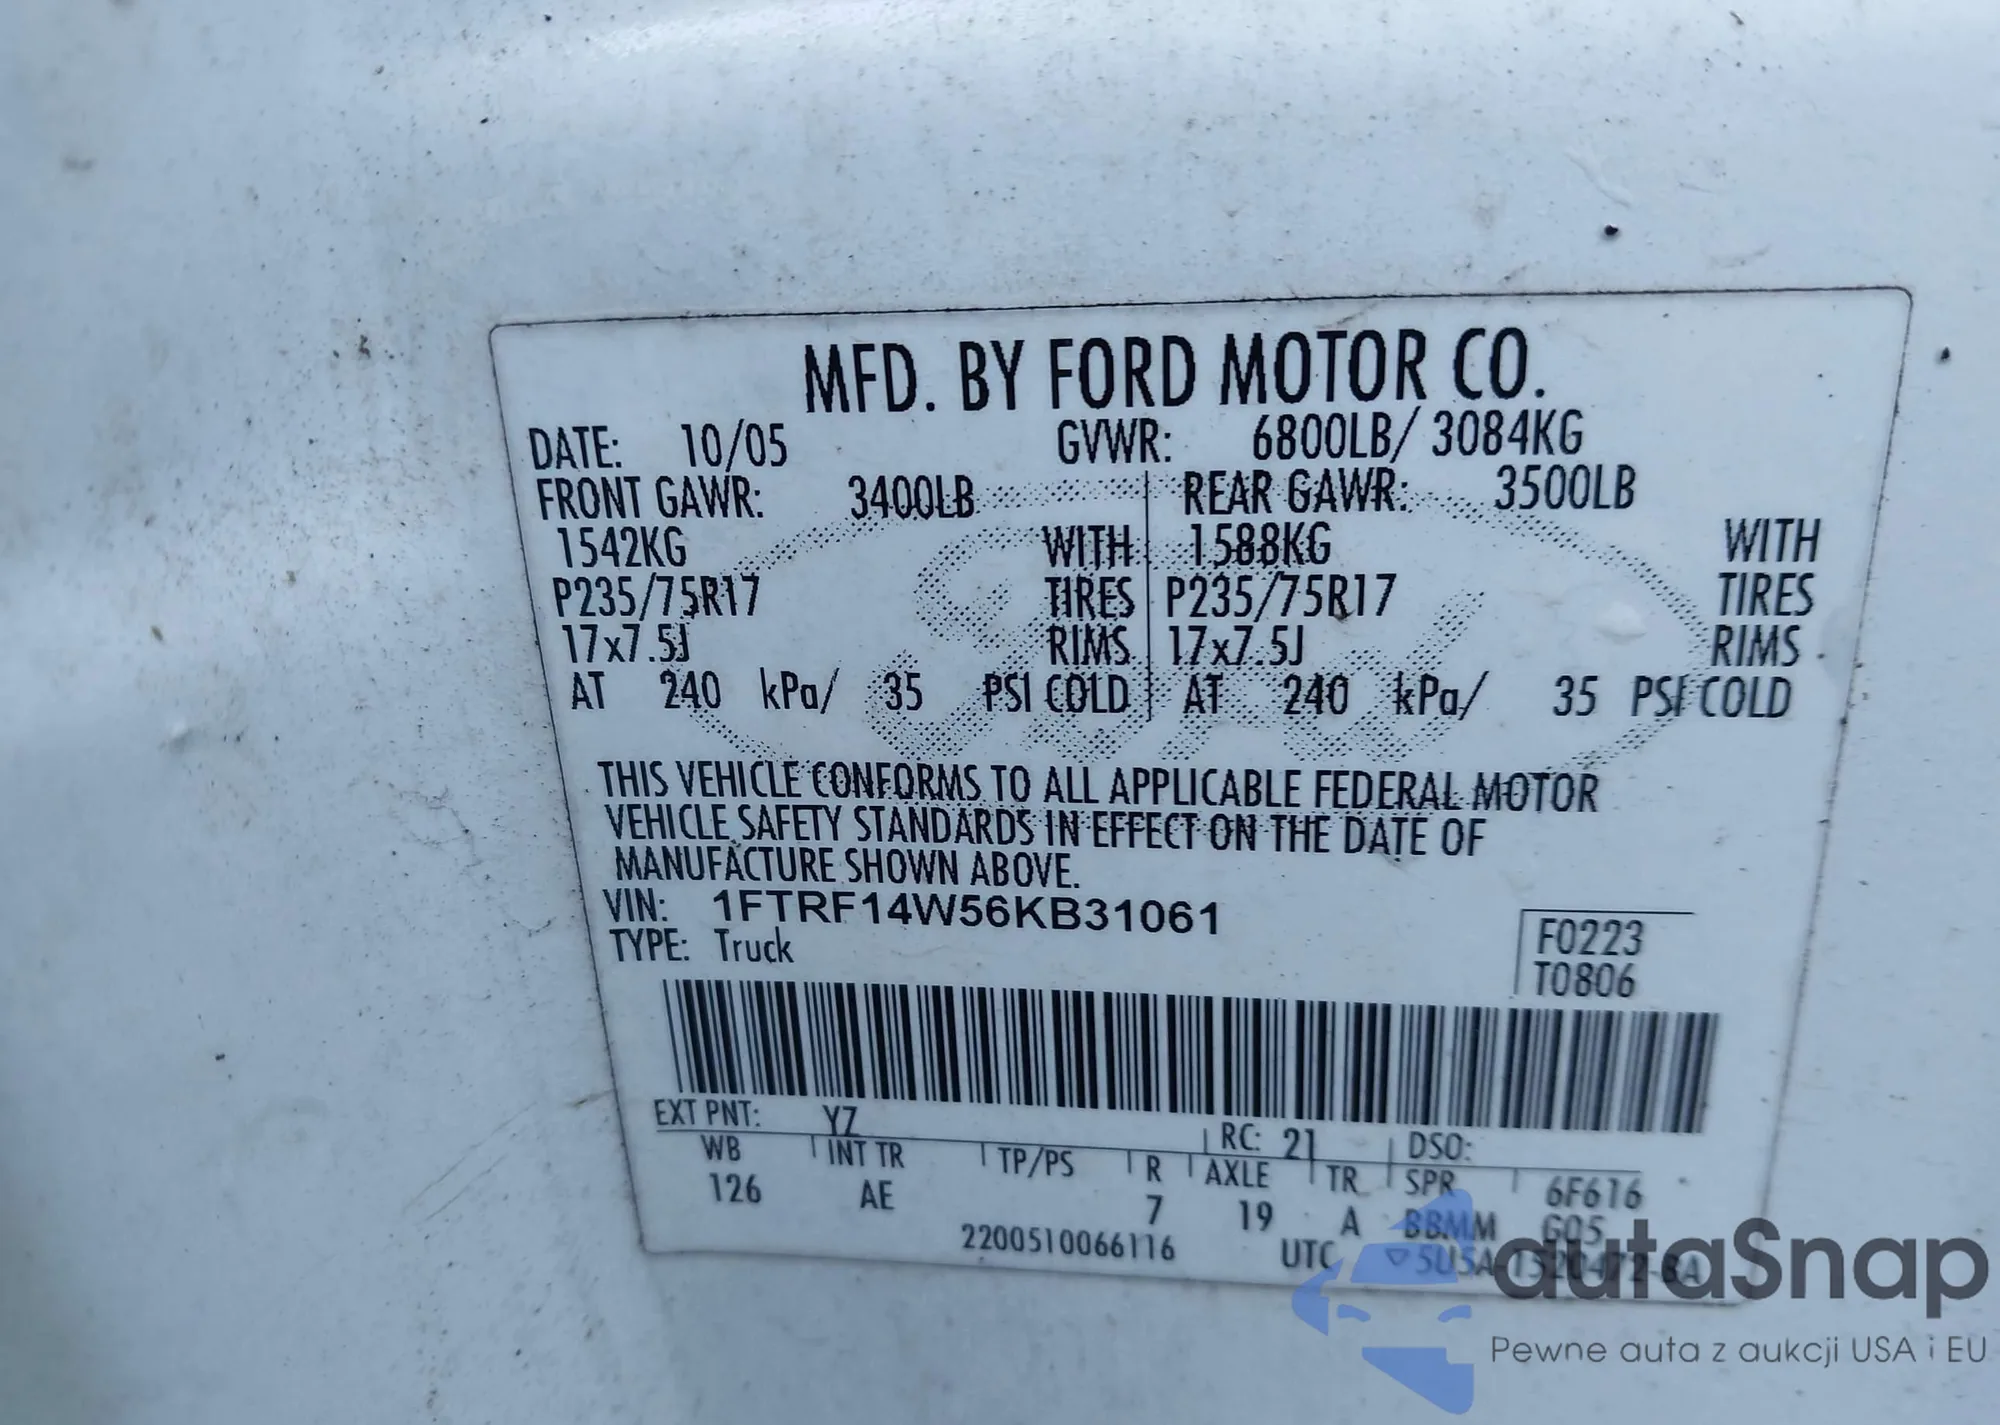 MFD. BY FORD MOTOR CO.
DATE: 10/05 GVWR: 6800LB/ 3084KG
FRONT GAWR: 3400LB REAR GAWR: 3500LB
1542KG WITH 1588KG WITH
P235/75R17 TIRES P235/75R17 TIRES
17x7.5J RIMS 17x7.5J RIMS
AT 240 kPa/ 35 PSI COLD AT 240 kPa/ 35 PSI COLD
THIS VEHICLE CONFORMS TO ALL APPLICABLE FEDERAL MOTOR
VEHICLE SAFETY STANDARDS IN EFFECT ON THE DATE OF
MANUFACTURE SHOWN ABOVE.
VIN: 1FTRF14W56KB31061
TYPE: Truck
F0223
T0806
EXT PNT: YZ RC: 21 DSO:
WB INT TR TP/PS R AXLE TR SPR 6F616
126 AE 7 19 A BBMM G05
2200510066116 UTC ▽5U5A-1520472-BA
autaSnap
Pewne auta z aukcji USA i EU